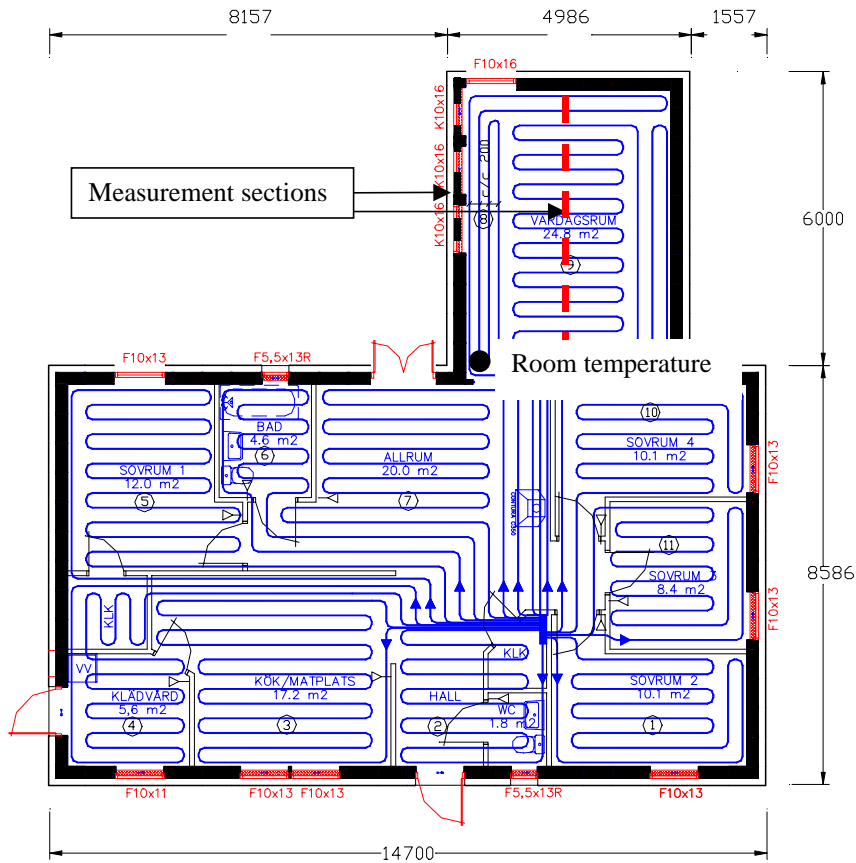 8157
4986
1557
F10x16
K10x16
K10x16
K10x16
Measurement sections
c/c 200
8
VARDAGSRUM
24.8 m2
9
6000
Room temperature
F10x13
F5,5x13R
BAD
4.6 m2
6
ALLRUM
20.0 m2
7
SOVRUM 1
12.0 m2
5
CONTURA C350
10
SOVRUM 4
10.1 m2
F10x13
11
SOVRUM 3
8.4 m2
F10x13
8586
KLK
VV
KLÄDVÅRD
5,6 m2
4
KÖK/MATPLATS
17.2 m2
3
HALL
2
KLK
WC
1.8 m2
SOVRUM 2
10.1 m2
1
F10x11
F10x13
F10x13
F5,5x13R
F10x13
14700